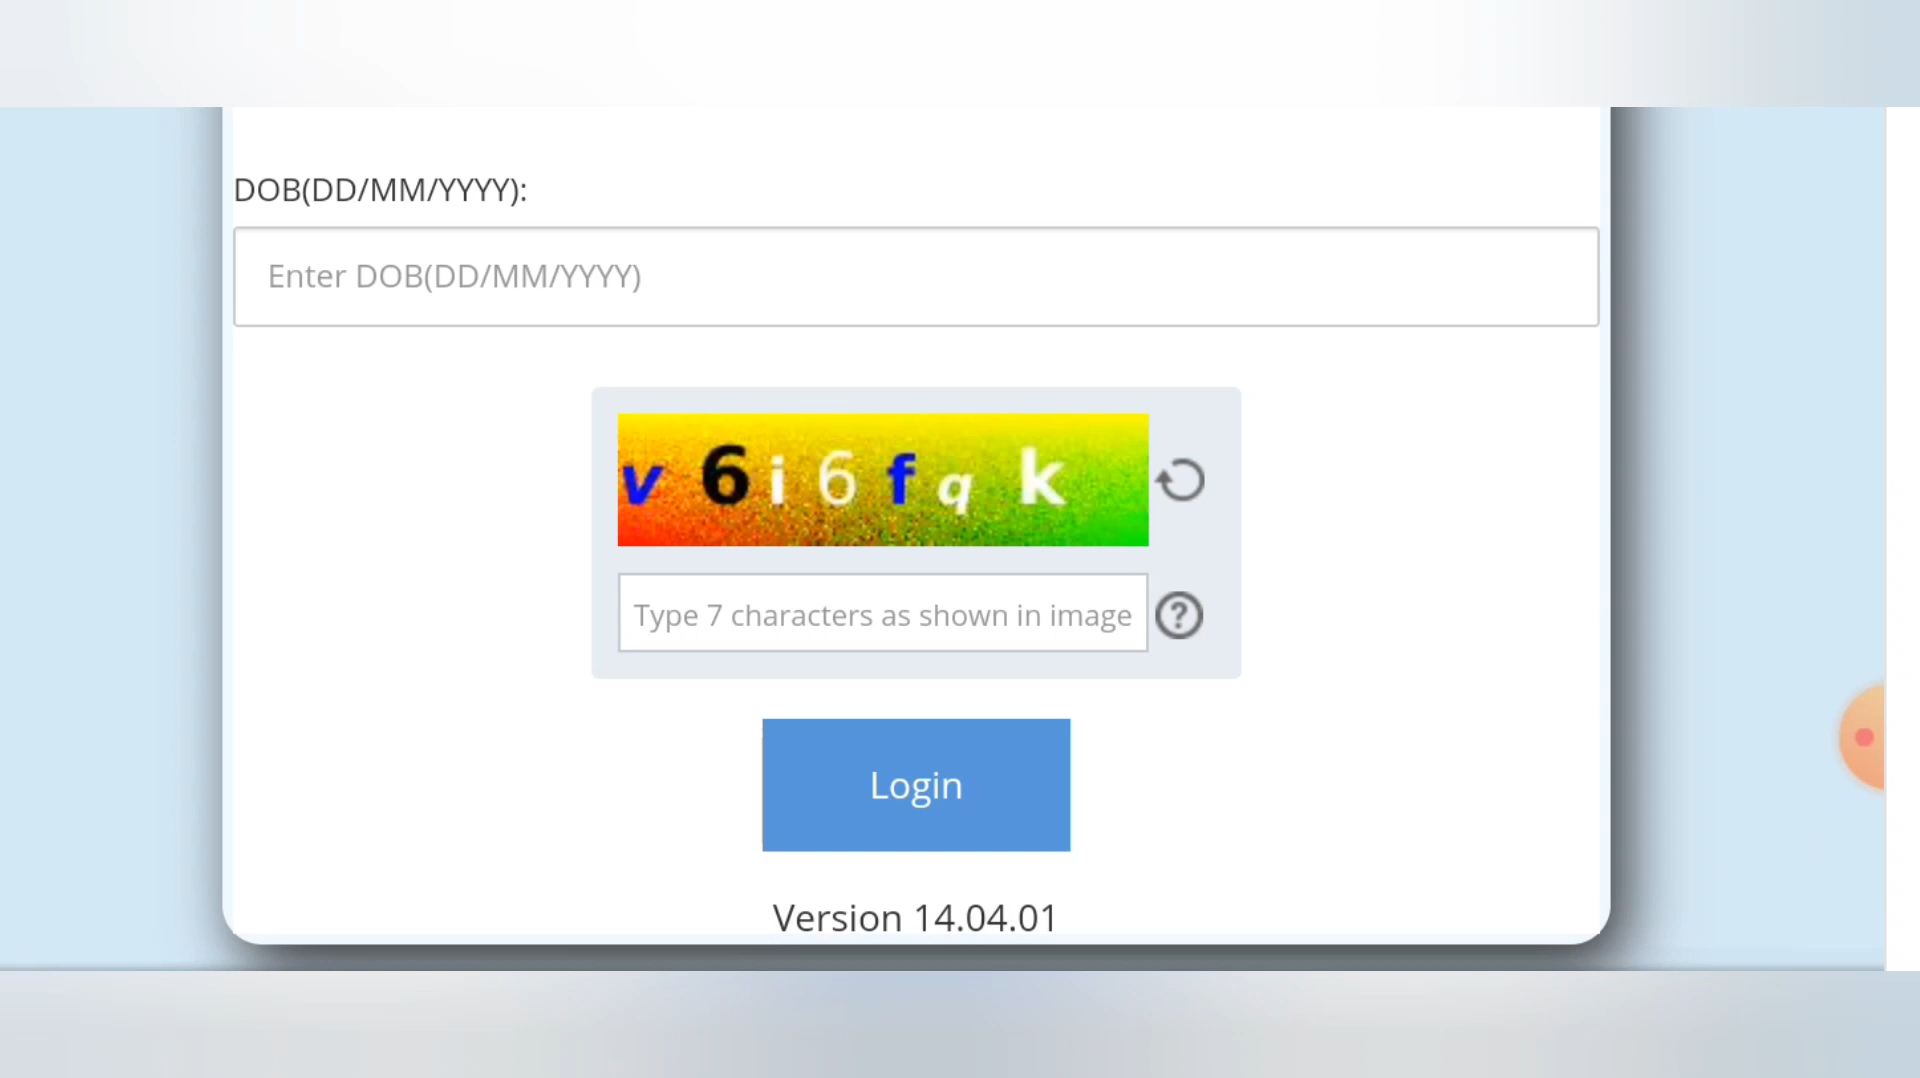 DOB(DD/MM/YYYY):
Enter DOB(DD/MM/YYYY)
v 6 i 6 f q k
Type 7 characters as shown in image
Login
Version 14.04.01